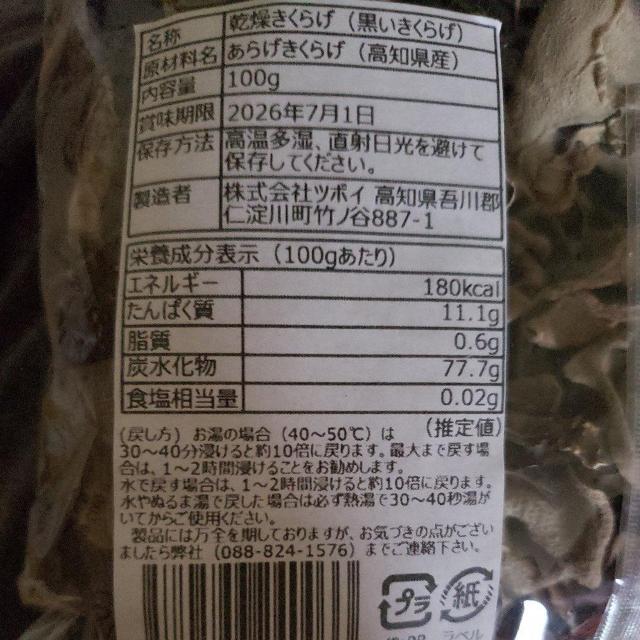 名称 乾燥きくらげ（黒いきくらげ）
原材料名 あらげきくらげ（高知県産）
内容量 100g
賞味期限 2026年7月1日
保存方法 高温多湿、直射日光を避けて
保存してください。
製造者 株式会社ツボイ 高知県吾川郡
仁淀川町竹ノ谷887-1
栄養成分表示（100gあたり）
エネルギー 180kcal
たんぱく質 11.1g
脂質 0.6g
炭水化物 77.7g
食塩相当量 0.02g
（推定値）
（戻し方） お湯の場合（40～50℃）は
30～40分浸けると約10倍に戻ります。最大まで戻す場
合は、1～2時間浸けることをお勧めします。
水で戻す場合は、1～2時間浸けると約10倍に戻ります。
水やぬるま湯で戻した場合は必ず熱湯で30～40秒湯が
いてからご使用ください。
製品には万全を期しておりますが、お気づきの点がござい
ましたら弊社（088-824-1576）までご連絡下さい。
プラ 紙
ラベル